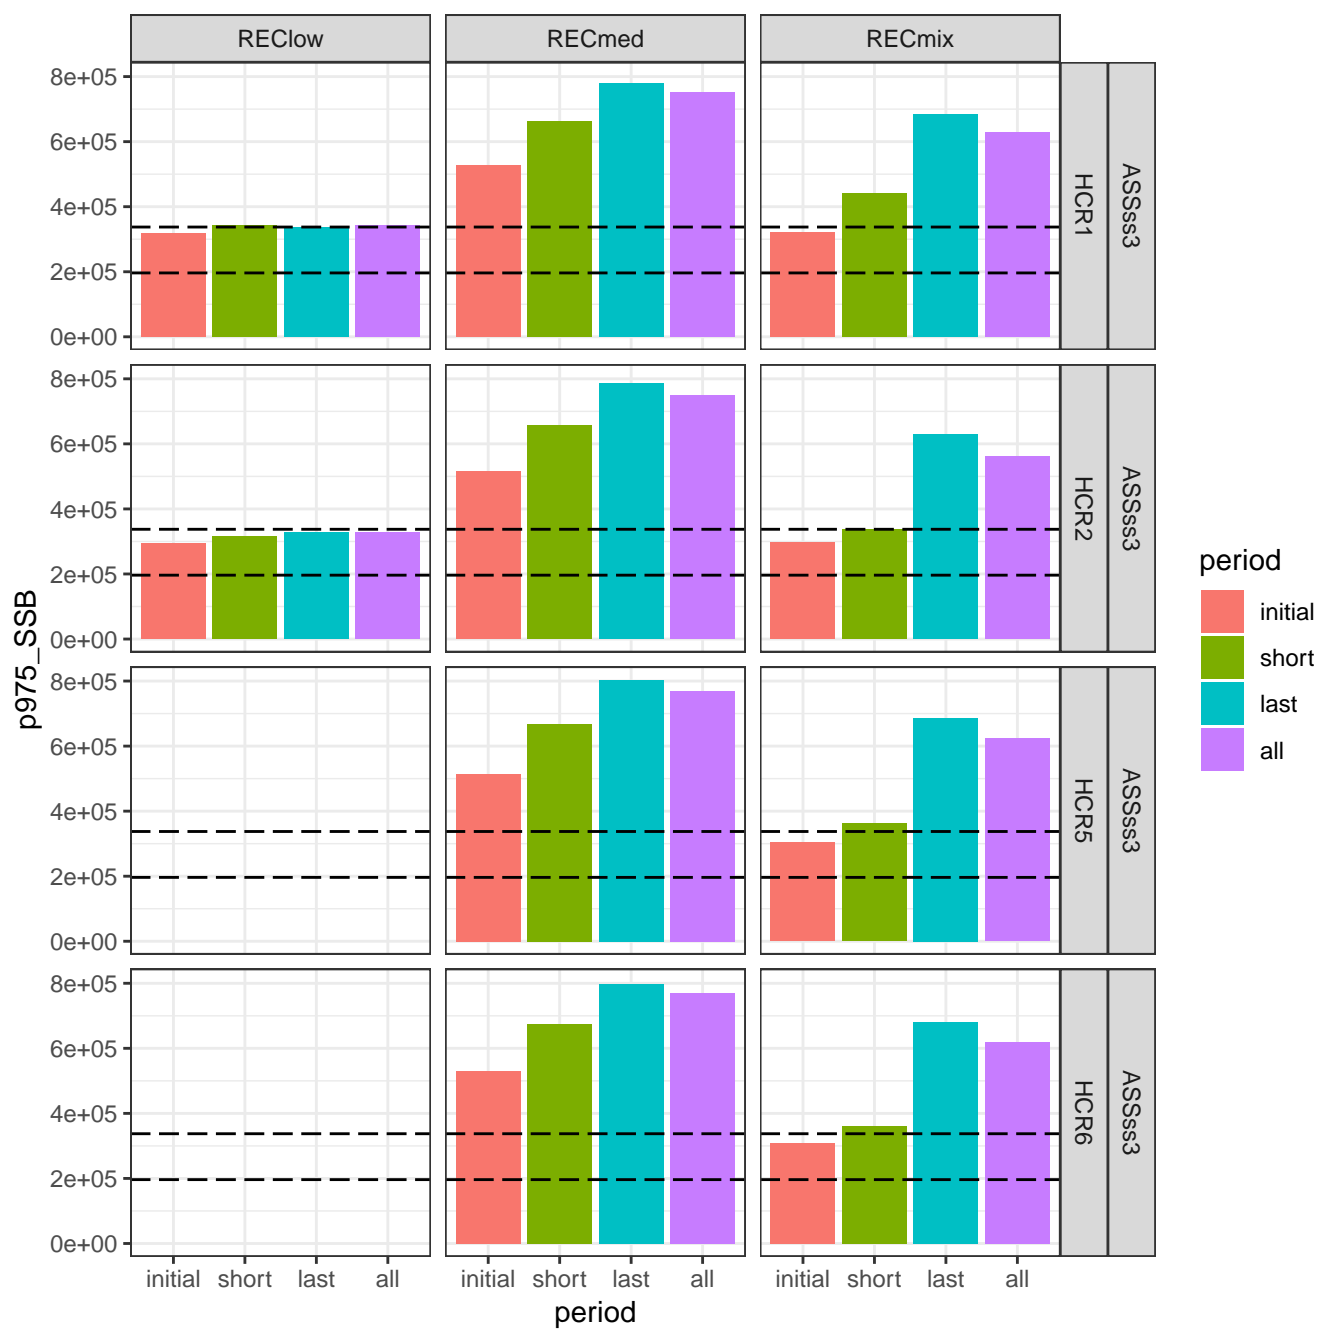 REClow
RECmed
RECmix
8e+05
6e+05
4e+05
2e+05
0e+00
HCR1
ASSss3
8e+05
6e+05
4e+05
2e+05
0e+00
HCR2
ASSss3
8e+05
6e+05
4e+05
2e+05
0e+00
HCR5
ASSss3
8e+05
6e+05
4e+05
2e+05
0e+00
HCR6
ASSss3
p975_SSB
initial short last all
initial short last all
initial short last all
period
period
initial
short
last
all